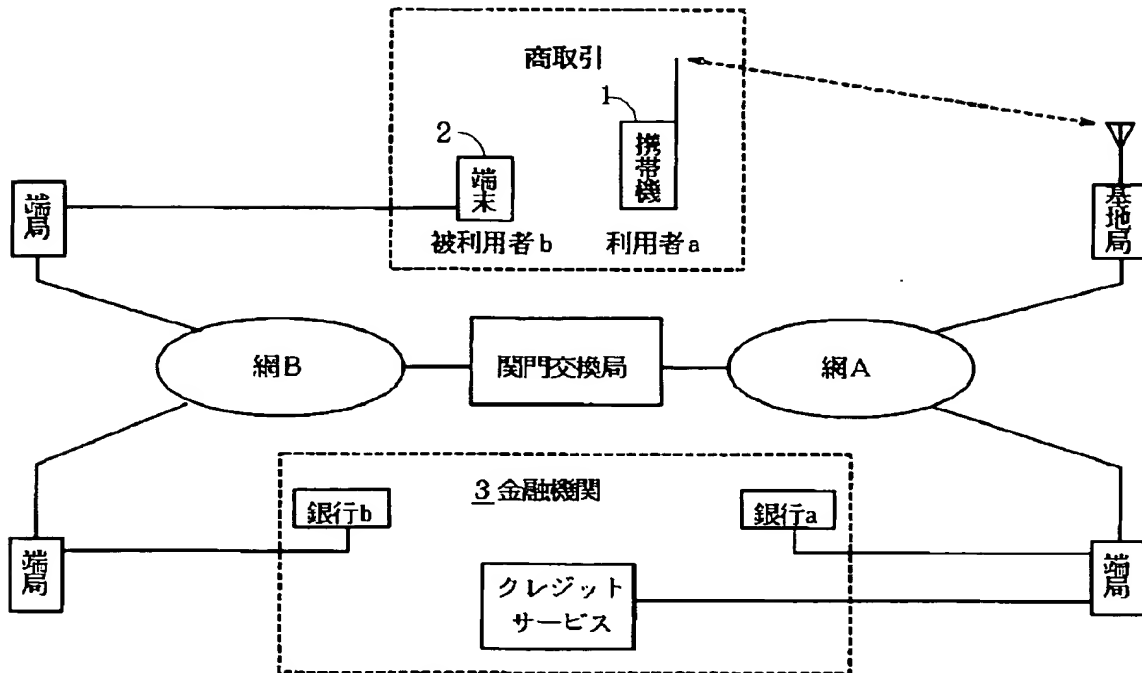 商取引
1
携帯機
2
端末
被利用者b
利用者a
端局
基地局
網B
関門交換局
網A
3 金融機関
銀行b
銀行a
端局
クレジット
サービス
端局